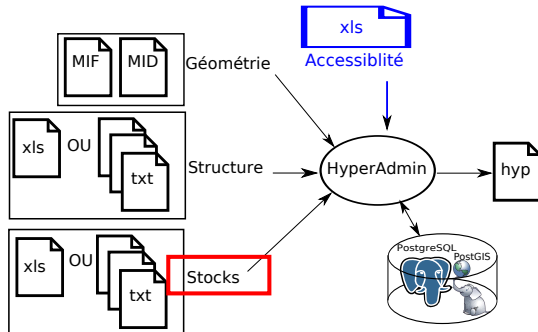 xls
Accessiblité
MIF MID
Géométrie
xls OU txt
Structure
HyperAdmin
hyp
xls OU txt
Stocks
PostgreSQL
PostGIS